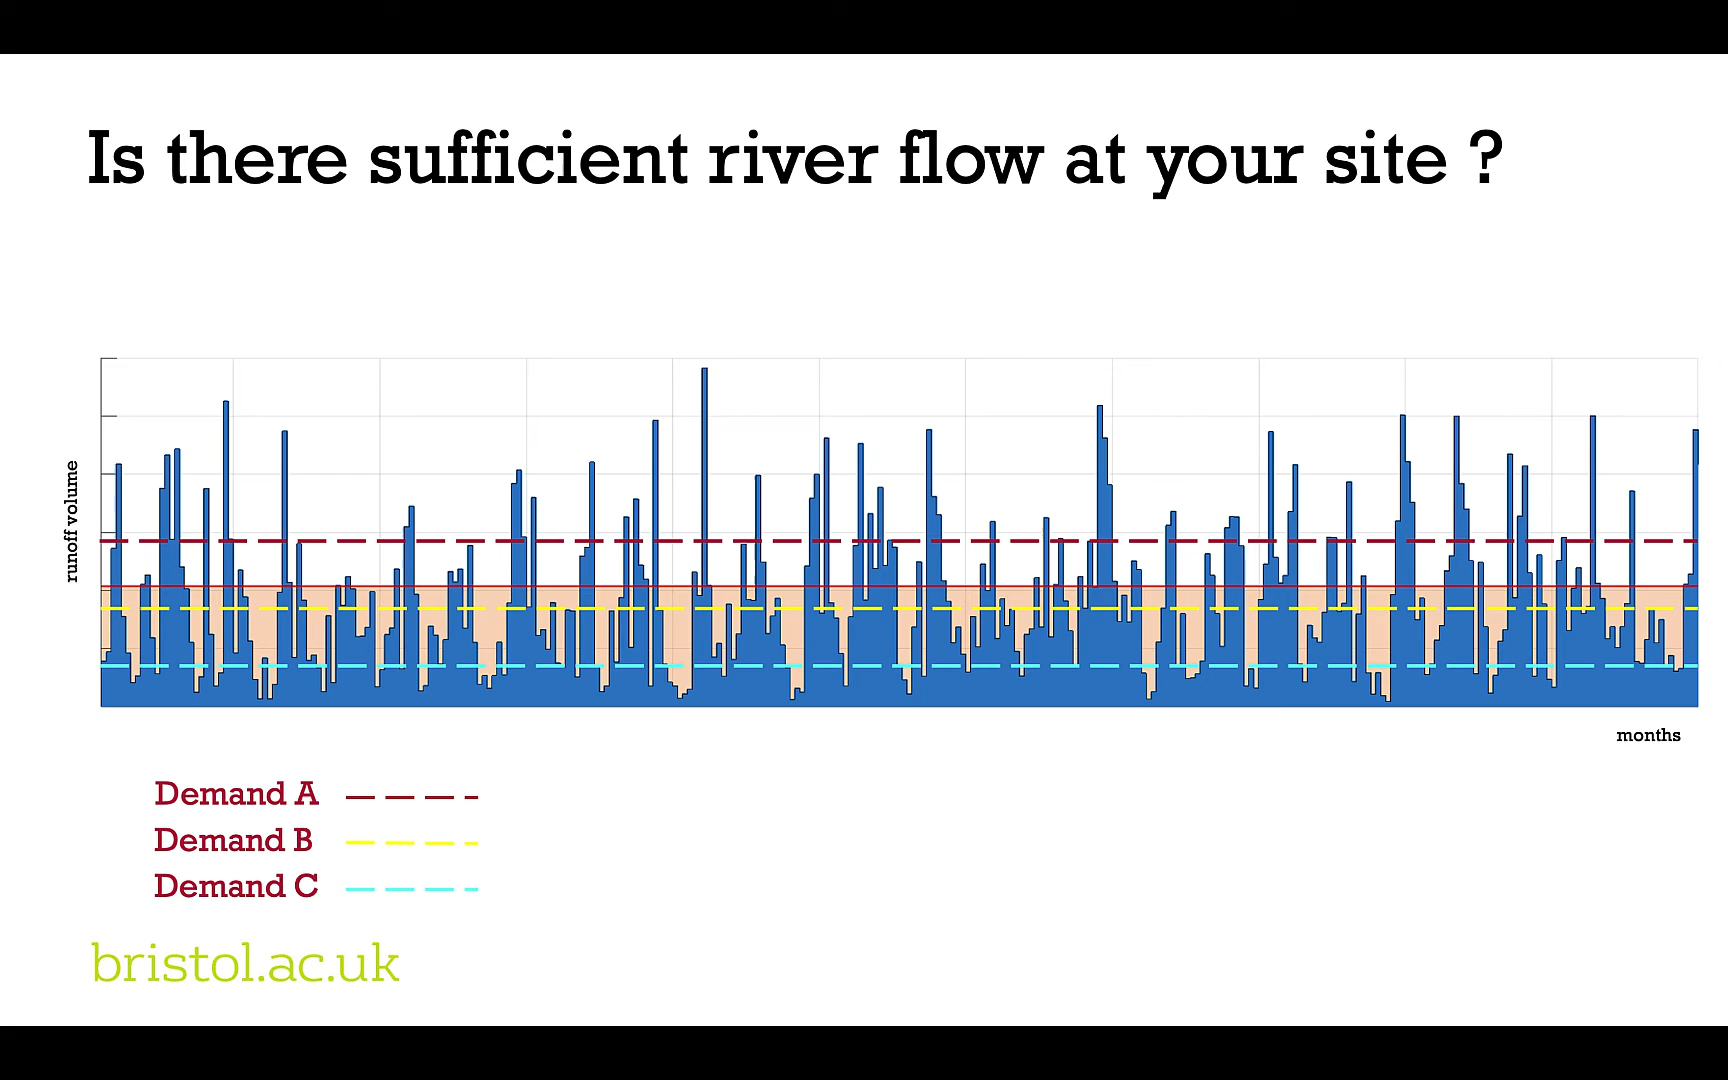 Is there sufficient river flow at your site ?
runoff volume
months
Demand A
Demand B
Demand C
bristol.ac.uk